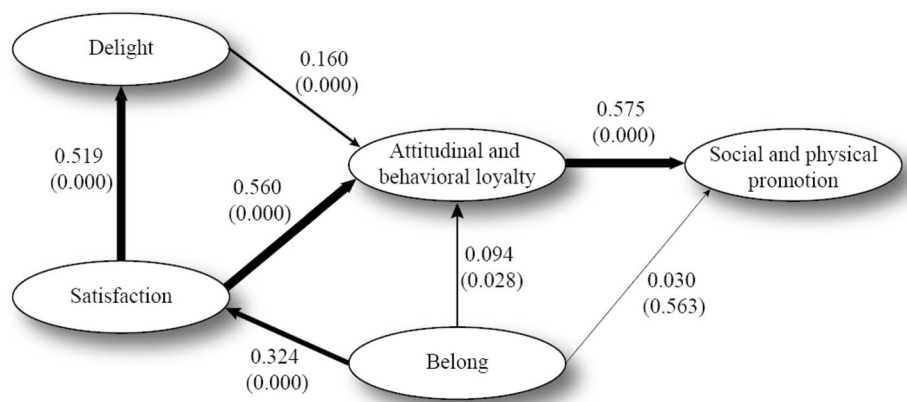 Delight
0.160
(0.000)
0.519
(0.000)
0.560
(0.000)
Attitudinal and
behavioral loyalty
0.575
(0.000)
Social and physical
promotion
Satisfaction
0.094
(0.028)
0.030
(0.563)
0.324
(0.000)
Belong